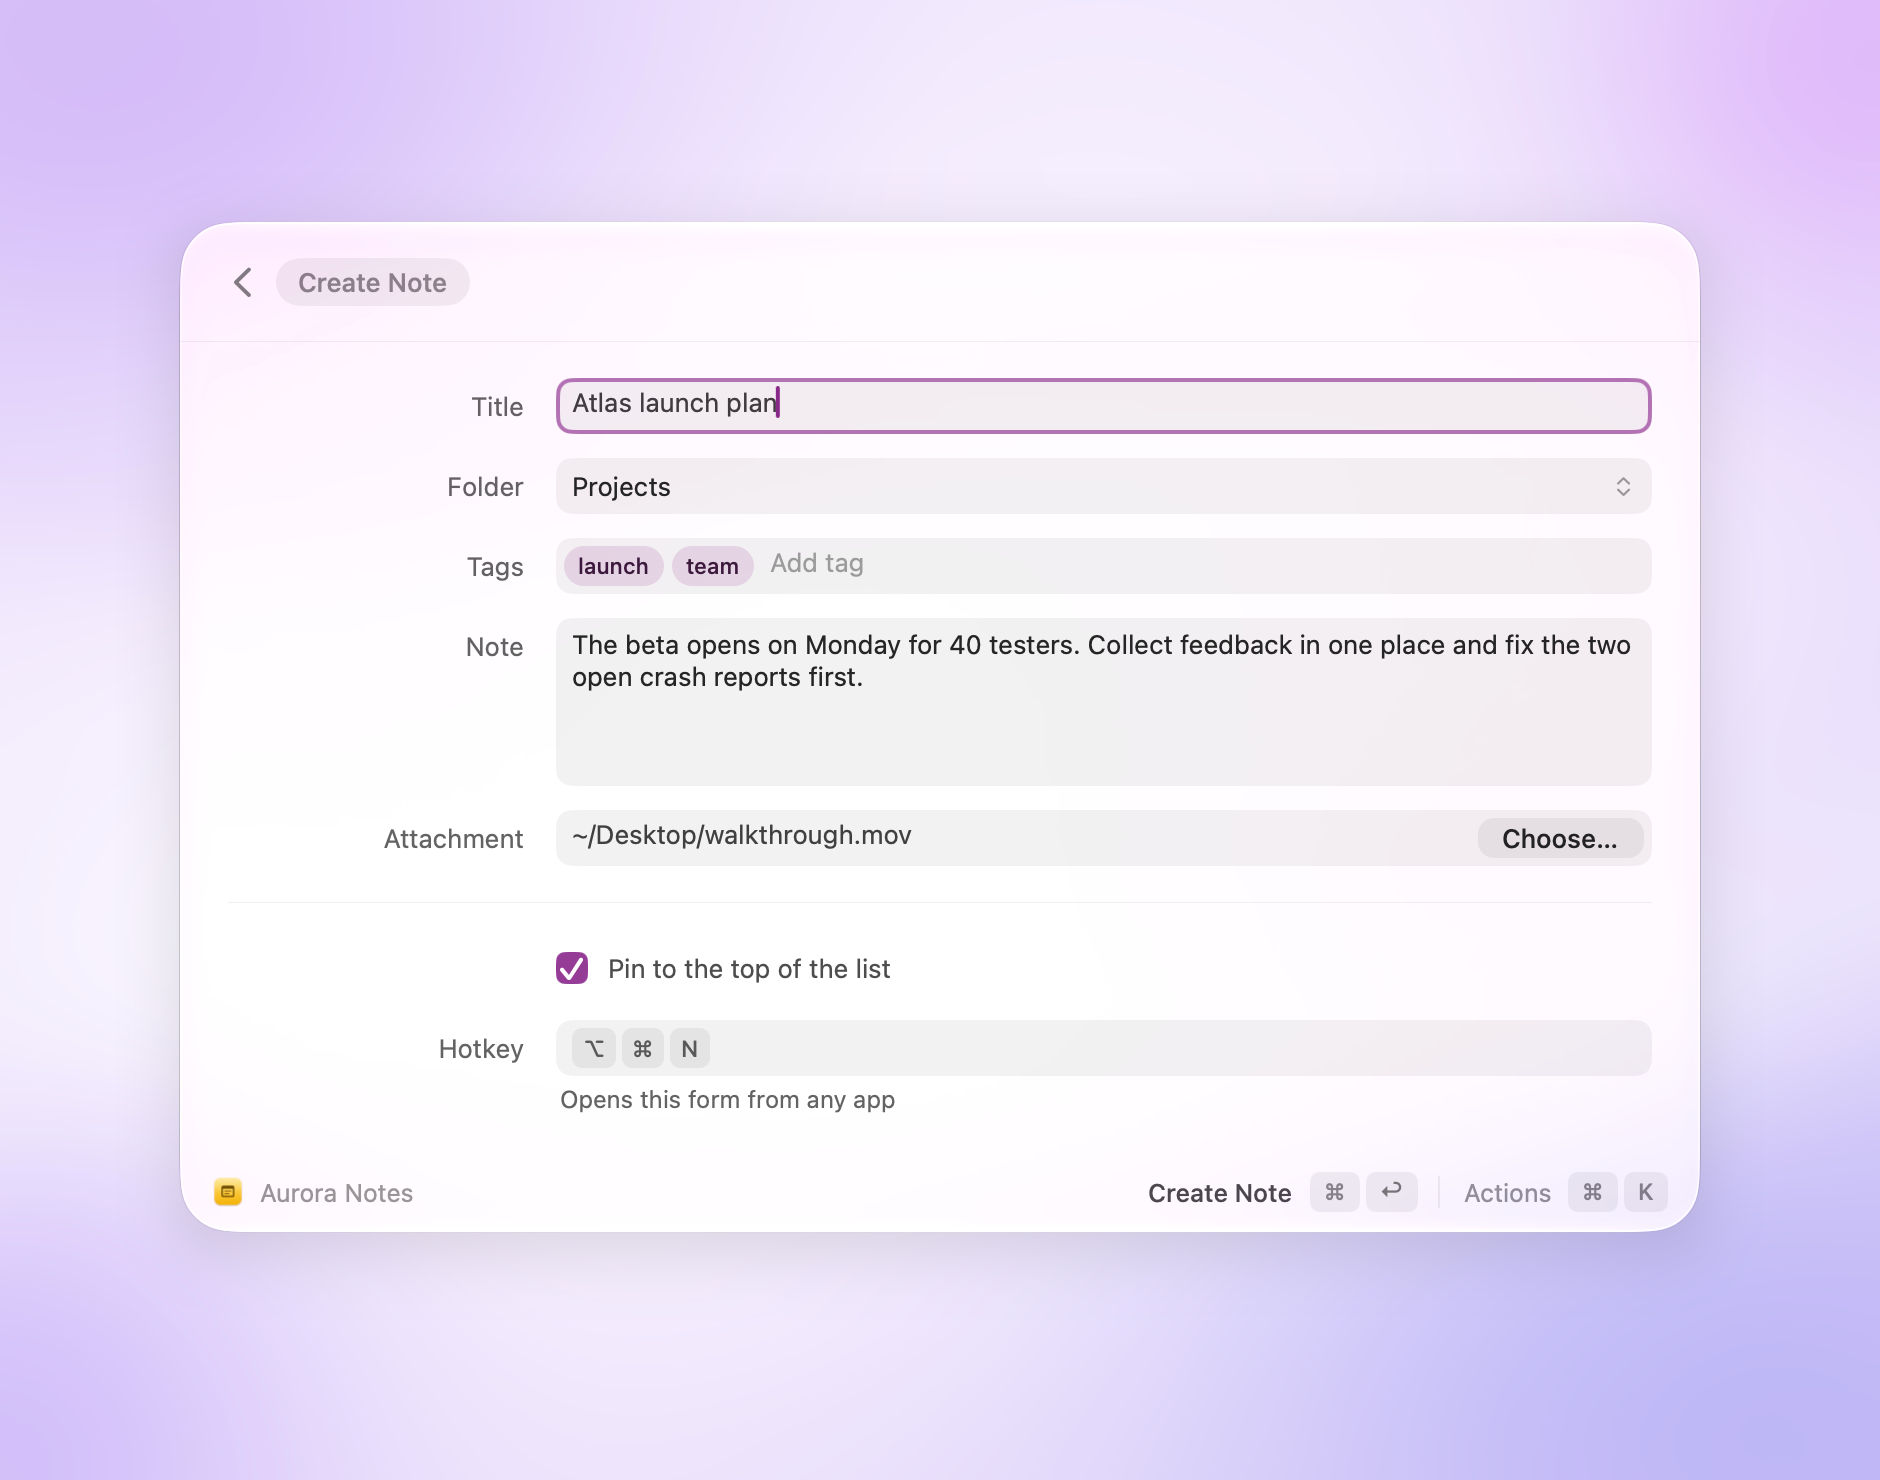 Create Note
Title
Atlas launch plan
Folder
Projects
Tags
launch team Add tag
Note
The beta opens on Monday for 40 testers. Collect feedback in one place and fix the two
open crash reports first.
Attachment
~/Desktop/walkthrough.mov
Choose...
Pin to the top of the list
Hotkey
⌥ ⌘ N
Opens this form from any app
Aurora Notes
Create Note ⌘ ↩
Actions ⌘ K